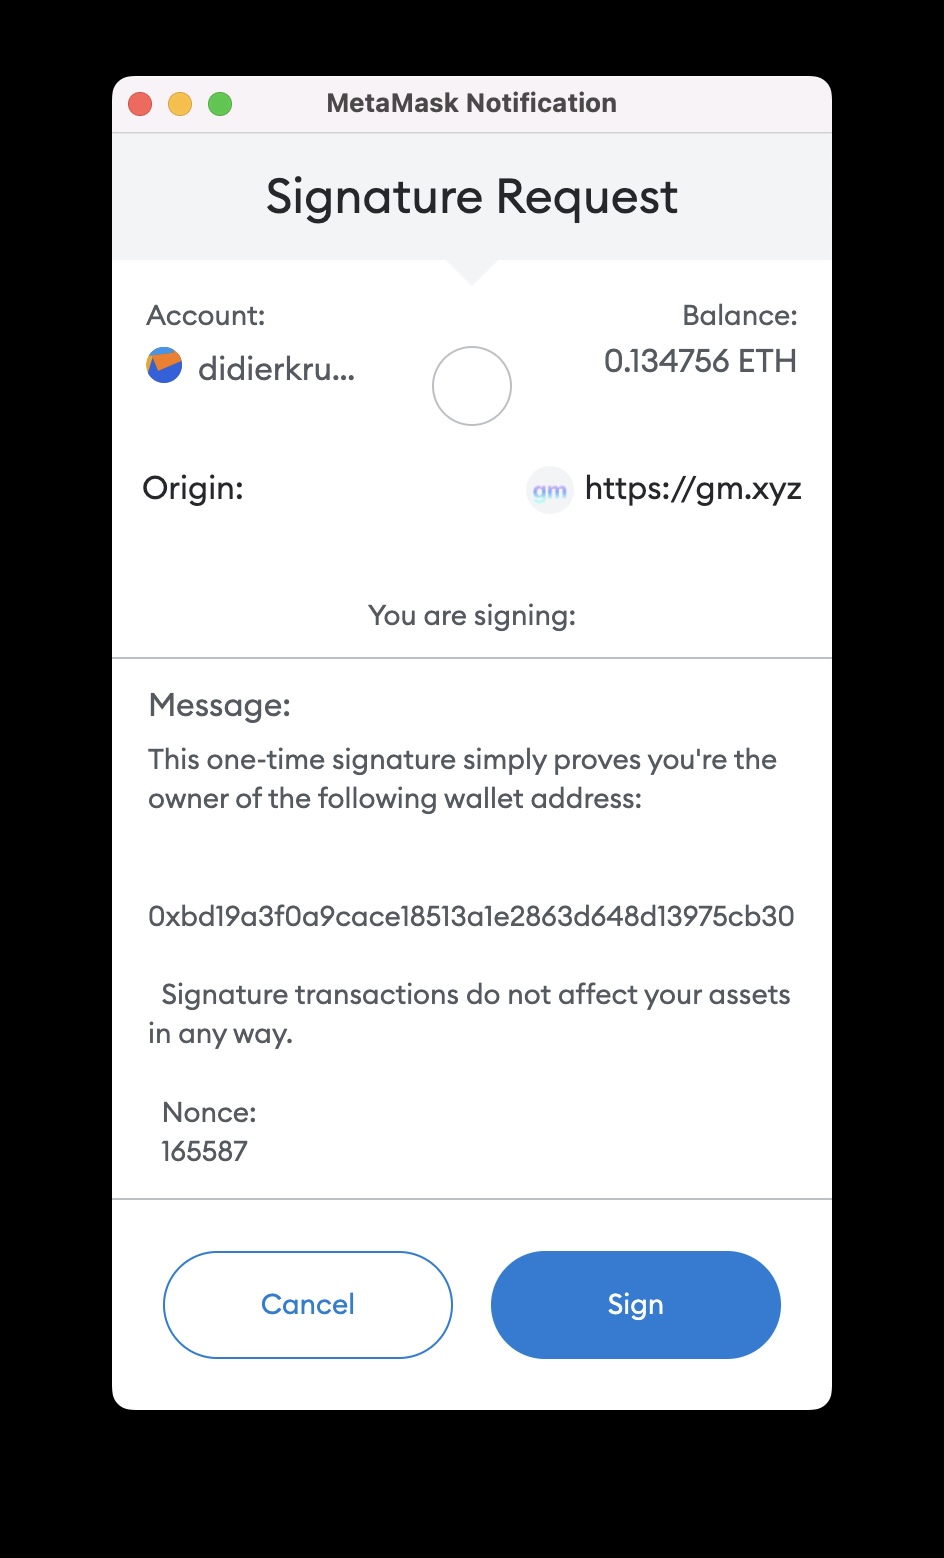 MetaMask Notification
Signature Request
Account:
Balance:
didierkru...
0.134756 ETH
Origin:
gm https://gm.xyz
You are signing:
Message:
This one-time signature simply proves you're the
owner of the following wallet address:
0xbd19a3f0a9cace18513a1e2863d648d13975cb30
Signature transactions do not affect your assets
in any way.
Nonce:
165587
Cancel
Sign